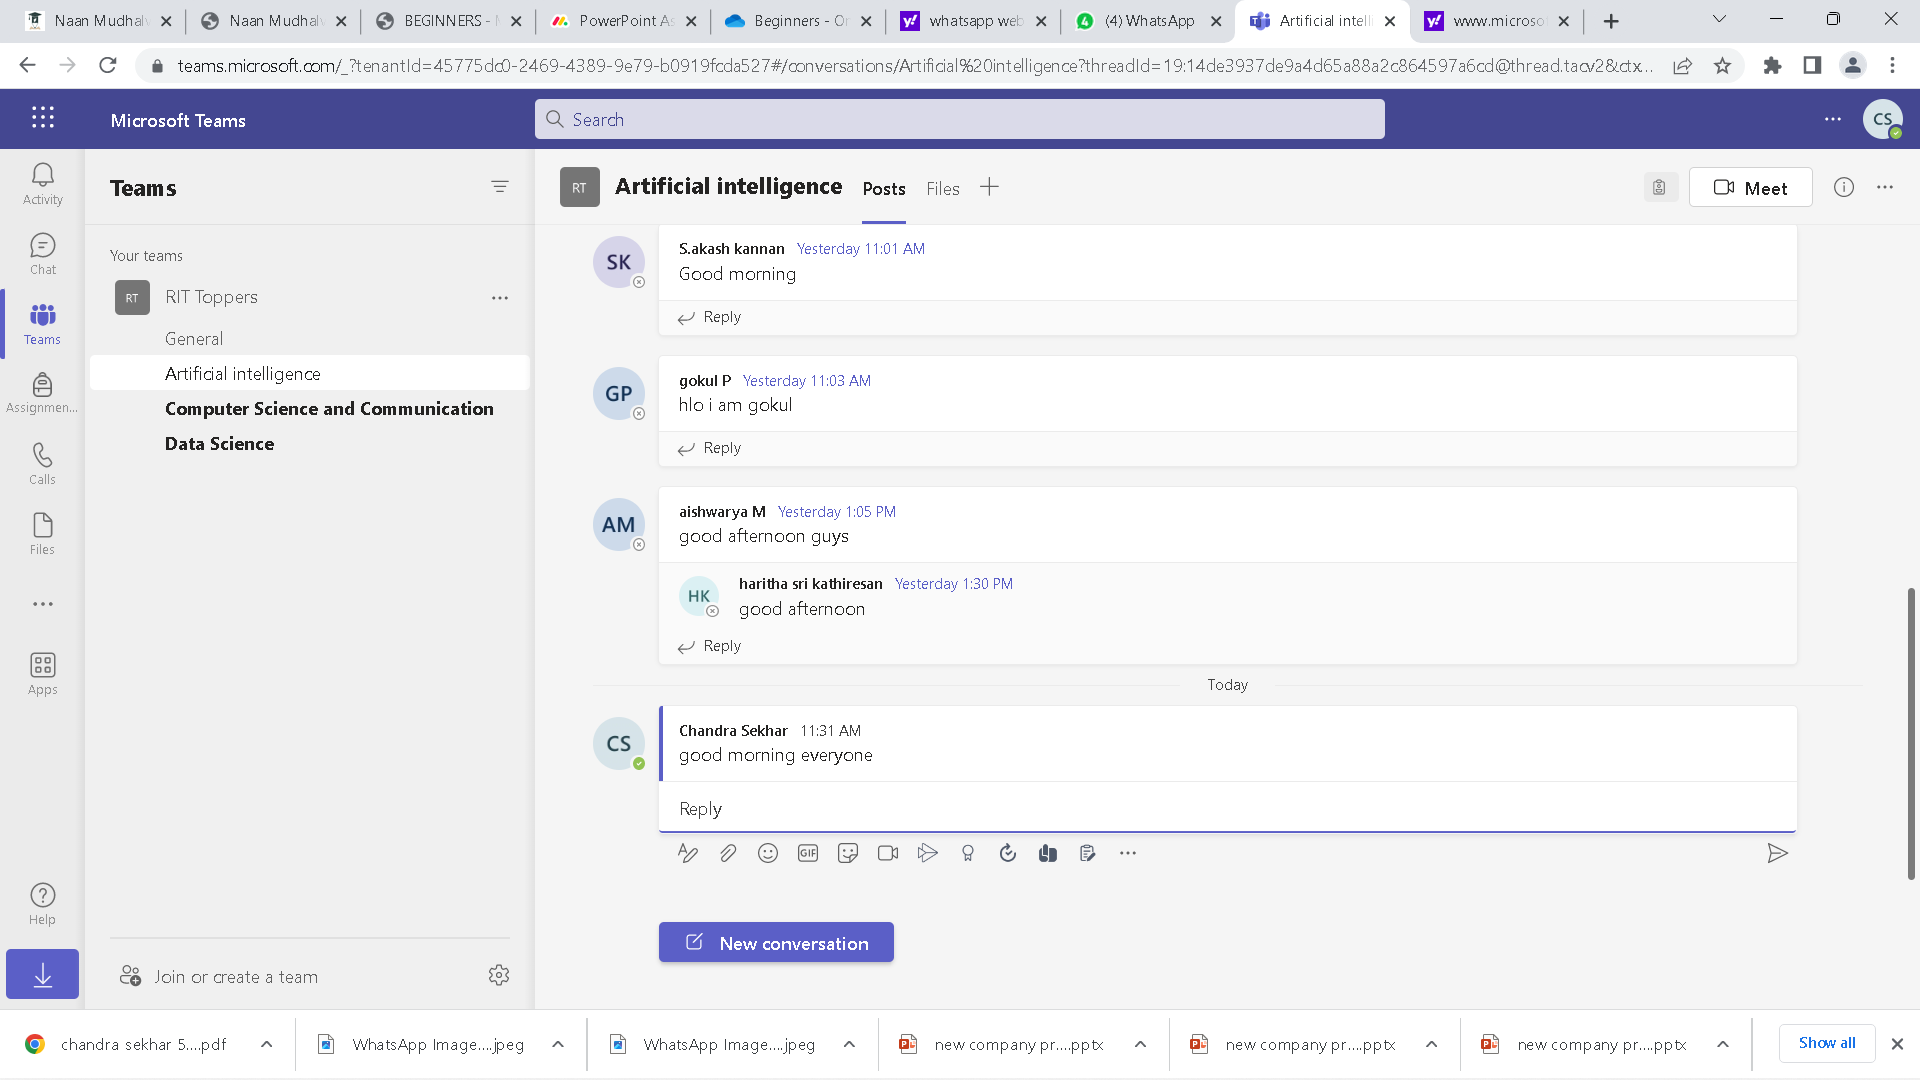 Naan Mudhalv
Naan Mudhalv
BEGINNERS - N
PowerPoint As
Beginners - On
whatsapp web
(4) WhatsApp
Artificial intelli
www.microsof
teams.microsoft.com/_?tenantId=45775dc0-2469-4389-9e79-b0919fcda527#/conversations/Artificial%20intelligence?threadId=19:14de3937de9a4d65a88a2c864597a6cd@thread.tacv2&ctx...
Microsoft Teams
Search
CS
Activity
Chat
Teams
Assignmen...
Calls
Files
Apps
Help
Teams
Your teams
RT RIT Toppers
General
Artificial intelligence
Computer Science and Communication
Data Science
Join or create a team
RT Artificial intelligence Posts Files
Meet
SK
S.akash kannan Yesterday 11:01 AM
Good morning
Reply
GP
gokul P Yesterday 11:03 AM
hlo i am gokul
Reply
AM
aishwarya M Yesterday 1:05 PM
good afternoon guys
HK
haritha sri kathiresan Yesterday 1:30 PM
good afternoon
Reply
Today
CS
Chandra Sekhar 11:31 AM
good morning everyone
Reply
GIF
New conversation
chandra sekhar 5....pdf
WhatsApp Image....jpeg
WhatsApp Image....jpeg
new company pr....pptx
new company pr....pptx
new company pr....pptx
Show all